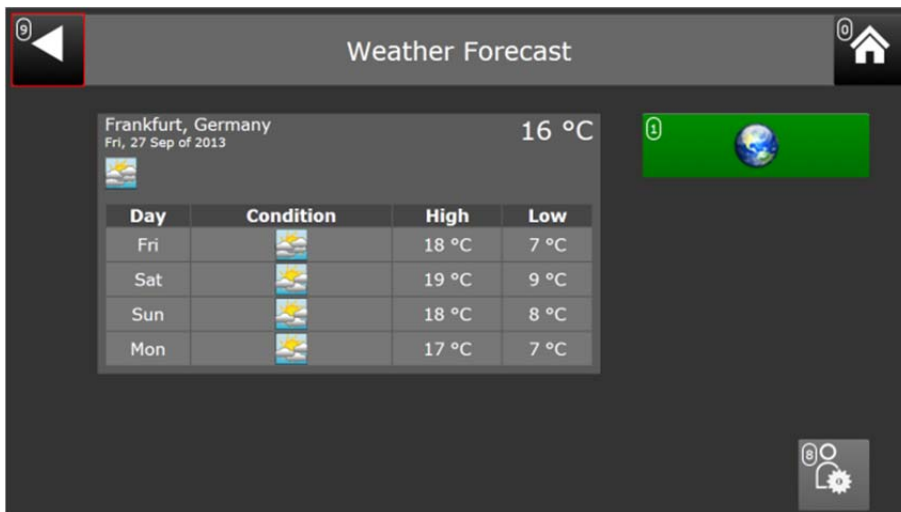 9
Weather Forecast
0
Frankfurt, Germany
16 °C
Fri, 27 Sep of 2013
1
Day Condition High Low
Fri 18 °C 7 °C
Sat 19 °C 9 °C
Sun 18 °C 8 °C
Mon 17 °C 7 °C
8